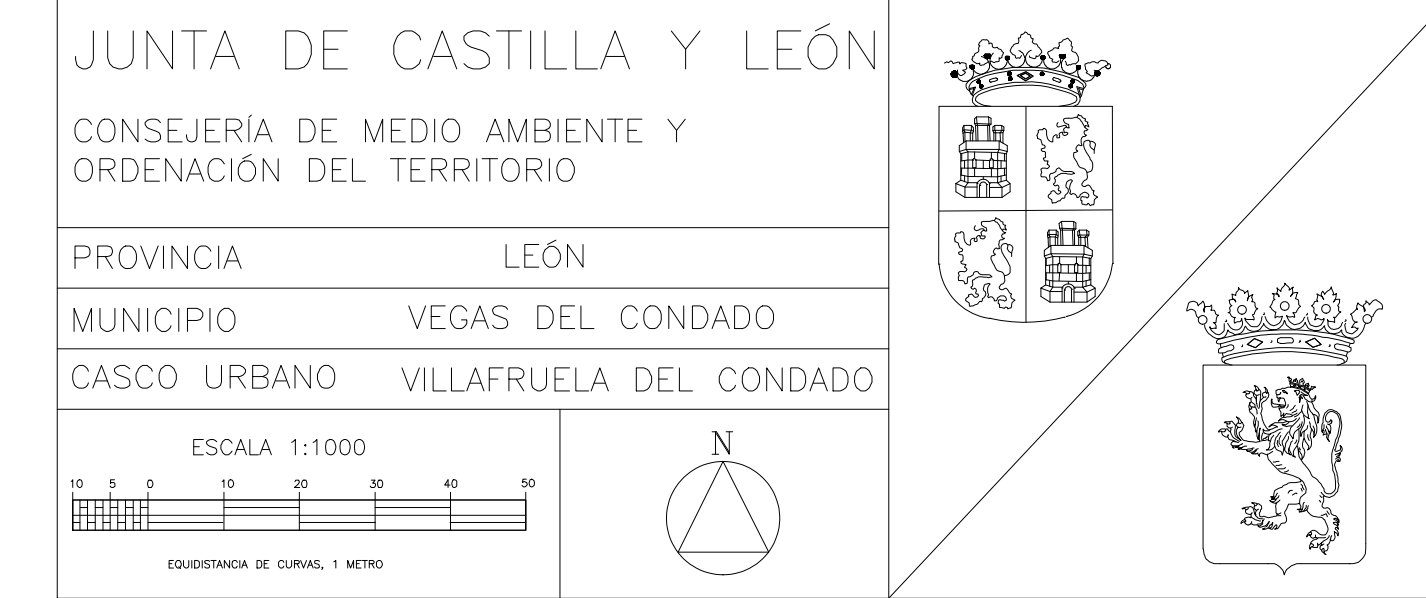 JUNTA DE CASTILLA Y LEÓN
CONSEJERÍA DE MEDIO AMBIENTE Y
ORDENACIÓN DEL TERRITORIO
PROVINCIA LEÓN
MUNICIPIO VEGAS DEL CONDADO
CASCO URBANO VILLAFRUELA DEL CONDADO
ESCALA 1:1000
10 5 0 10 20 30 40 50
EQUIDISTANCIA DE CURVAS, 1 METRO
N